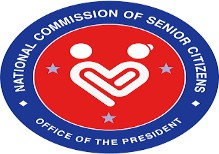 NATIONAL COMMISSION OF SENIOR CITIZENS
OFFICE OF THE PRESIDENT